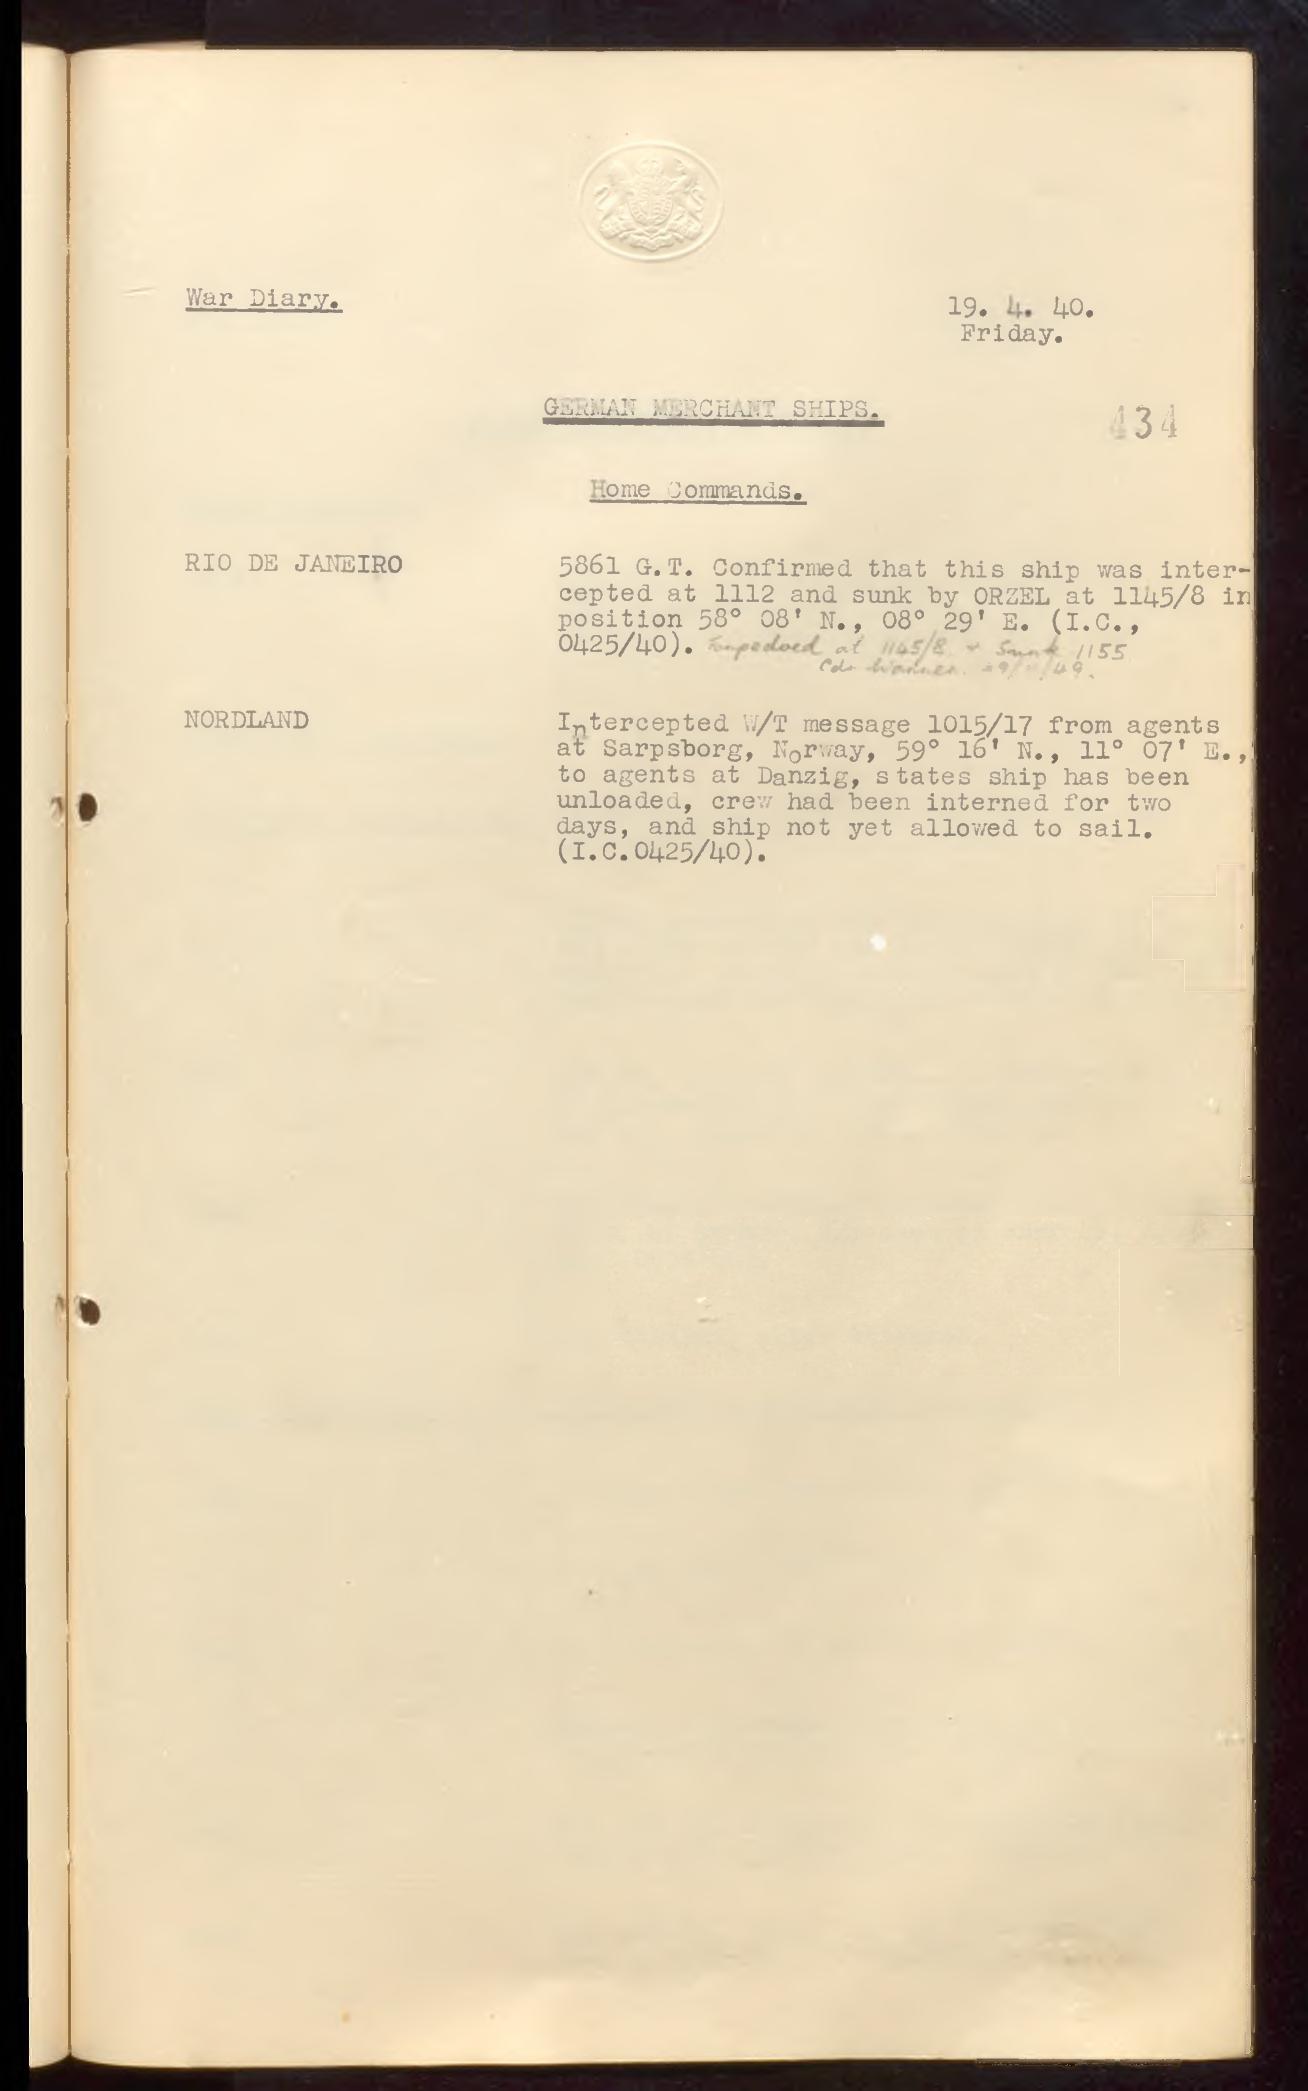 War Diary.
19. 4. 40.
Friday.
GERMAN MERCHANT SHIPS.
434
Home Commands.
RIO DE JANEIRO
5861 G.T. Confirmed that this ship was inter-
cepted at 1112 and sunk by ORZEL at 1145/8 in
position 58° 08' N., 08° 29' E. (I.C.,
0425/40). Torpedoed at 1145/8 + Sunk 1155
Cdr
NORDLAND
Intercepted W/T message 1015/17 from agents
at Sarpsborg, Norway, 59° 16' N., 11° 07' E.,
to agents at Danzig, states ship has been
unloaded, crew had been interned for two
days, and ship not yet allowed to sail.
(I.C.0425/40).